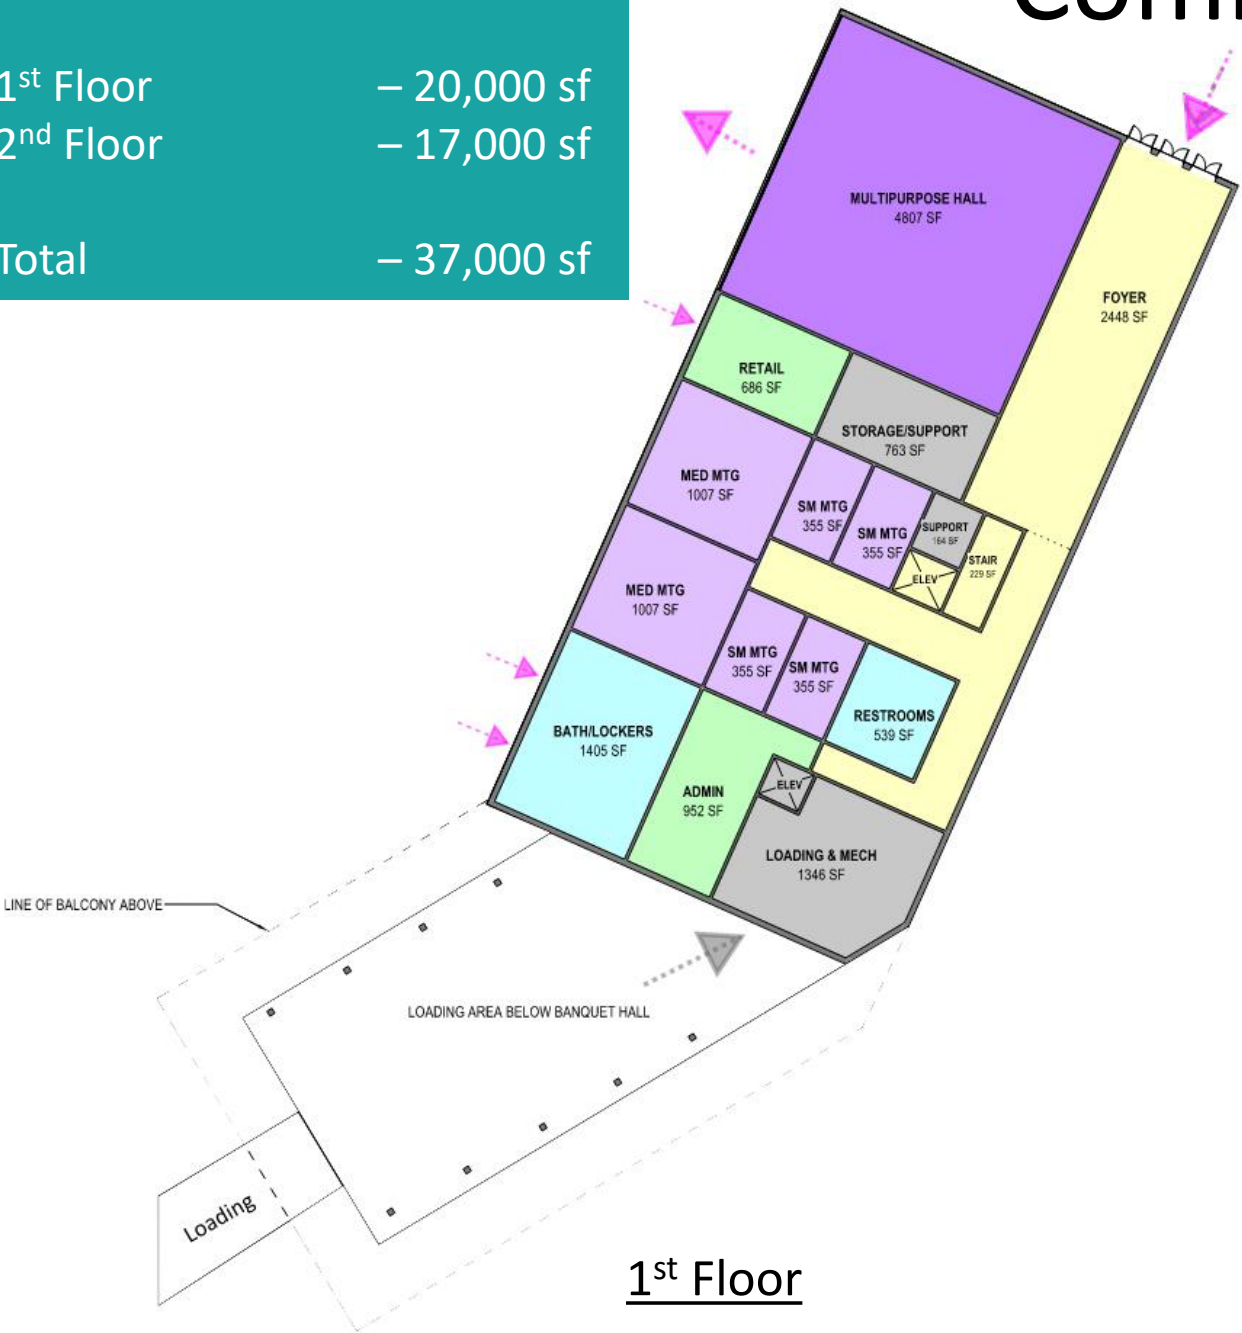 1st Floor – 20,000 sf
2nd Floor – 17,000 sf
Total – 37,000 sf
MULTIPURPOSE HALL
4807 SF
FOYER
2448 SF
RETAIL
686 SF
STORAGE/SUPPORT
763 SF
MED MTG
1007 SF
SM MTG
355 SF
SM MTG
355 SF
SUPPORT
164 SF
STAIR
229 SF
ELEV
MED MTG
1007 SF
SM MTG
355 SF
SM MTG
355 SF
RESTROOMS
539 SF
BATH/LOCKERS
1405 SF
ADMIN
952 SF
ELEV
LOADING & MECH
1346 SF
LINE OF BALCONY ABOVE
LOADING AREA BELOW BANQUET HALL
Loading
1st Floor